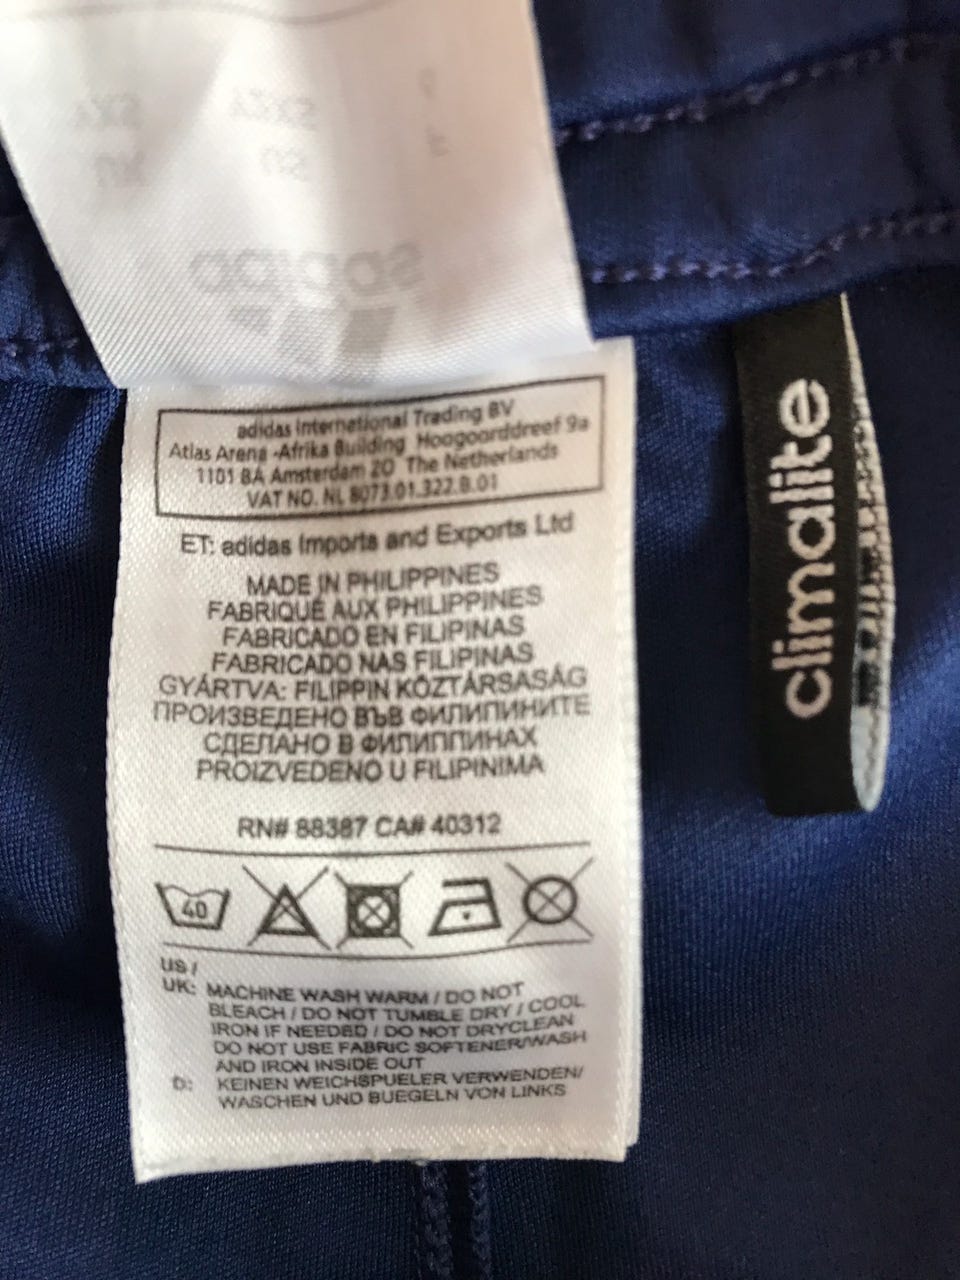 adidas
adidas International Trading BV
Atlas Arena -Afrika Building Hoogoorddreef 9a
1101 BA Amsterdam ZO The Netherlands
VAT NO. NL 8073.01.322.B.01
ET: adidas Imports and Exports Ltd
MADE IN PHILIPPINES
FABRIQUÉ AUX PHILIPPINES
FABRICADO EN FILIPINAS
FABRICADO NAS FILIPINAS
GYÁRTVA: FILIPPIN KÖZTÁRSASÁG
ПРОИЗВЕДЕНО ВЪВ ФИЛИПИНИТЕ
СДЕЛАНО В ФИЛИППИНАХ
PROIZVEDENO U FILIPINIMA
RN# 88387 CA# 40312
40
US /
UK: MACHINE WASH WARM / DO NOT
BLEACH / DO NOT TUMBLE DRY / COOL
IRON IF NEEDED / DO NOT DRYCLEAN
DO NOT USE FABRIC SOFTENER/WASH
AND IRON INSIDE OUT
D: KEINEN WEICHSPUELER VERWENDEN/
WASCHEN UND BUEGELN VON LINKS
climalite